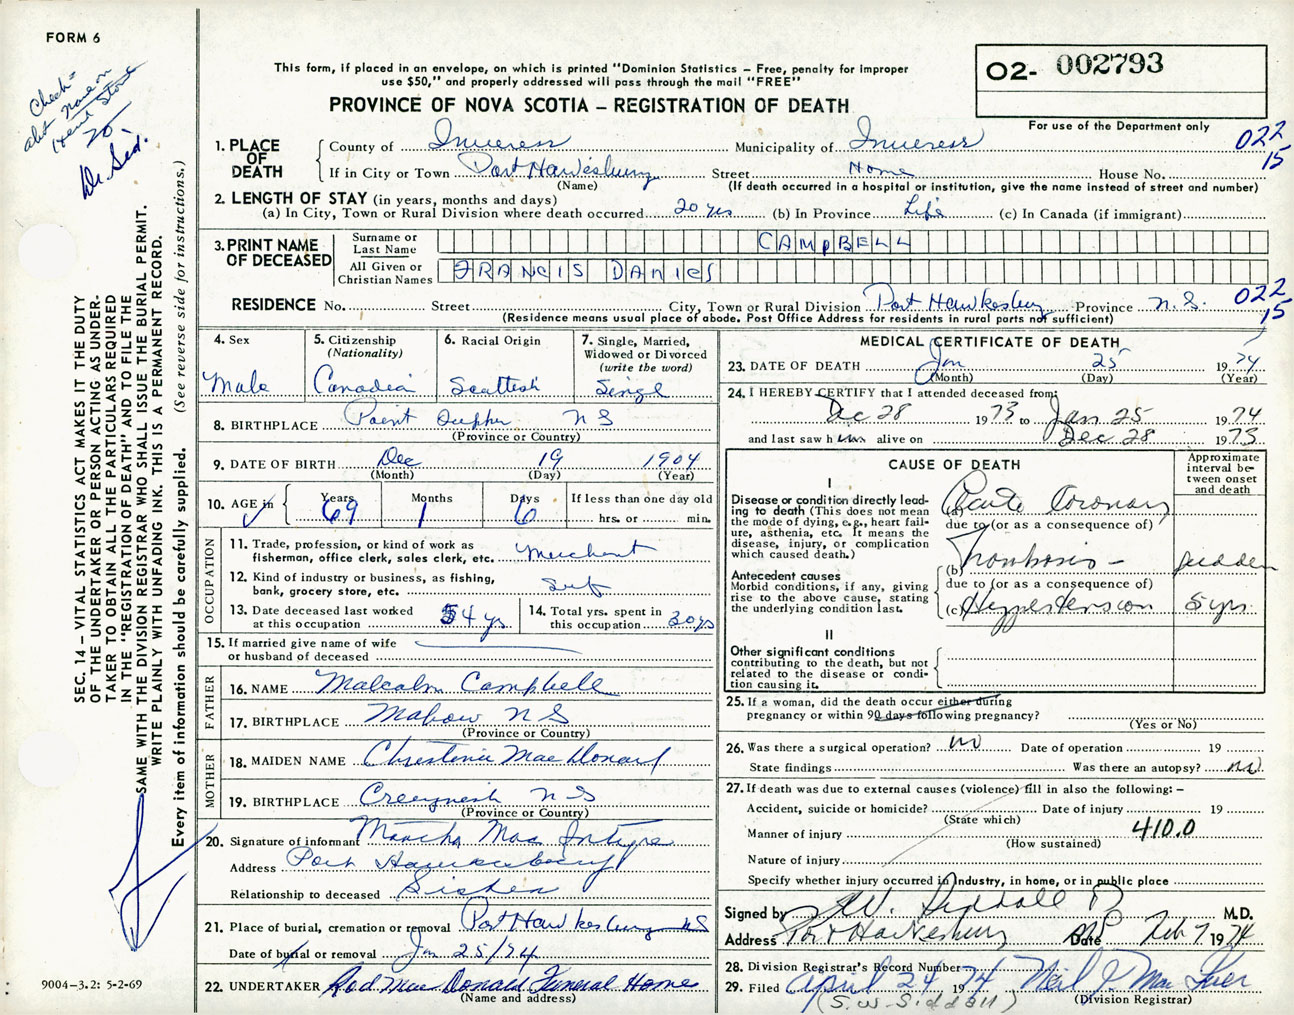 FORM 6
This form, if placed in an envelope, on which is printed "Dominion Statistics – Free, penalty for improper
use $50," and properly addressed will pass through the mail "FREE"
O2- 002793
For use of the Department only
PROVINCE OF NOVA SCOTIA – REGISTRATION OF DEATH
Check
Dr. Sid.
SEC. 14 – VITAL STATISTICS ACT MAKES IT THE DUTY
OF THE UNDERTAKER OR PERSON ACTING AS UNDER-
TAKER TO OBTAIN ALL THE PARTICULARS REQUIRED
IN THE "REGISTRATION OF DEATH" AND TO FILE THE
SAME WITH THE DIVISION REGISTRAR WHO SHALL ISSUE THE BURIAL PERMIT.
WRITE PLAINLY WITH UNFADING INK. THIS IS A PERMANENT RECORD.
Every item of information should be carefully supplied. (See reverse side for instructions.)
1. PLACE OF DEATH County of Inverness Municipality of Inverness 022
If in City or Town Port Hawkesbury Street Home House No. 15
(Name) (If death occurred in a hospital or institution, give the name instead of street and number)
2. LENGTH OF STAY (in years, months and days)
(a) In City, Town or Rural Division where death occurred 20 yrs (b) In Province Life (c) In Canada (if immigrant)
3. PRINT NAME OF DECEASED Surname or Last Name CAMPBELL
All Given or Christian Names FRANCIS DANIEL
RESIDENCE No. Street City, Town or Rural Division Port Hawkesbury Province N.S. 022
15
(Residence means usual place of abode. Post Office Address for residents in rural parts not sufficient)
4. Sex Male
5. Citizenship (Nationality) Canadian
6. Racial Origin Scottish
7. Single, Married, Widowed or Divorced (write the word) Single
8. BIRTHPLACE Point Tupper N S
(Province or Country)
9. DATE OF BIRTH Dec 19 1904
(Month) (Day) (Year)
10. AGE in Years 69 Months 1 Days 6 If less than one day old
hrs. or min.
OCCUPATION
11. Trade, profession, or kind of work as
fisherman, office clerk, sales clerk, etc. Merchant
12. Kind of industry or business, as fishing,
bank, grocery store, etc. Self
13. Date deceased last worked
at this occupation 54 yrs
14. Total yrs. spent in
this occupation 30 yrs
15. If married give name of wife
or husband of deceased
FATHER
16. NAME Malcolm Campbell
17. BIRTHPLACE Mabou N S
(Province or Country)
MOTHER
18. MAIDEN NAME Christina MacDonald
19. BIRTHPLACE Creignish N S
(Province or Country)
20. Signature of informant Martha MacIntyre
Address Port Hawkesbury
Relationship to deceased Sister
21. Place of burial, cremation or removal Port Hawkesbury NS
Date of burial or removal Jan 25/74
22. UNDERTAKER Rod MacDonald Funeral Home
(Name and address)
9004-3.2: 5-2-69
MEDICAL CERTIFICATE OF DEATH
23. DATE OF DEATH Jan 25 1974
(Month) (Day) (Year)
24. I HEREBY CERTIFY that I attended deceased from:
Dec 28 1973 to Jan 25 1974
and last saw him alive on Dec 28 1973
CAUSE OF DEATH
Approximate interval between onset and death
I
Disease or condition directly lead-
ing to death (This does not mean
the mode of dying, e.g., heart fail-
ure, asthenia, etc. It means the
disease, injury, or complication
which caused death.)
Acute Coronary
due to (or as a consequence of)
(b) Thrombosis – sudden
Antecedent causes
Morbid conditions, if any, giving
rise to the above cause, stating
the underlying condition last.
due to (or as a consequence of)
(c) Hypertension 5 yrs.
II
Other significant conditions
contributing to the death, but not
related to the disease or condi-
tion causing it.
25. If a woman, did the death occur either during
pregnancy or within 90 days following pregnancy?
(Yes or No)
26. Was there a surgical operation? no Date of operation 19
State findings Was there an autopsy? no
27. If death was due to external causes (violence) fill in also the following: –
Accident, suicide or homicide? Date of injury 19
(State which)
Manner of injury 410.0
(How sustained)
Nature of injury
Specify whether injury occurred in industry, in home, or in public place
Signed by S.W. Siddall M.D.
Address Port Hawkesbury Date Feb 7 1974
28. Division Registrar's Record Number
29. Filed April 24 1974 Neil J. MacIver
(S.W. Siddall) (Division Registrar)